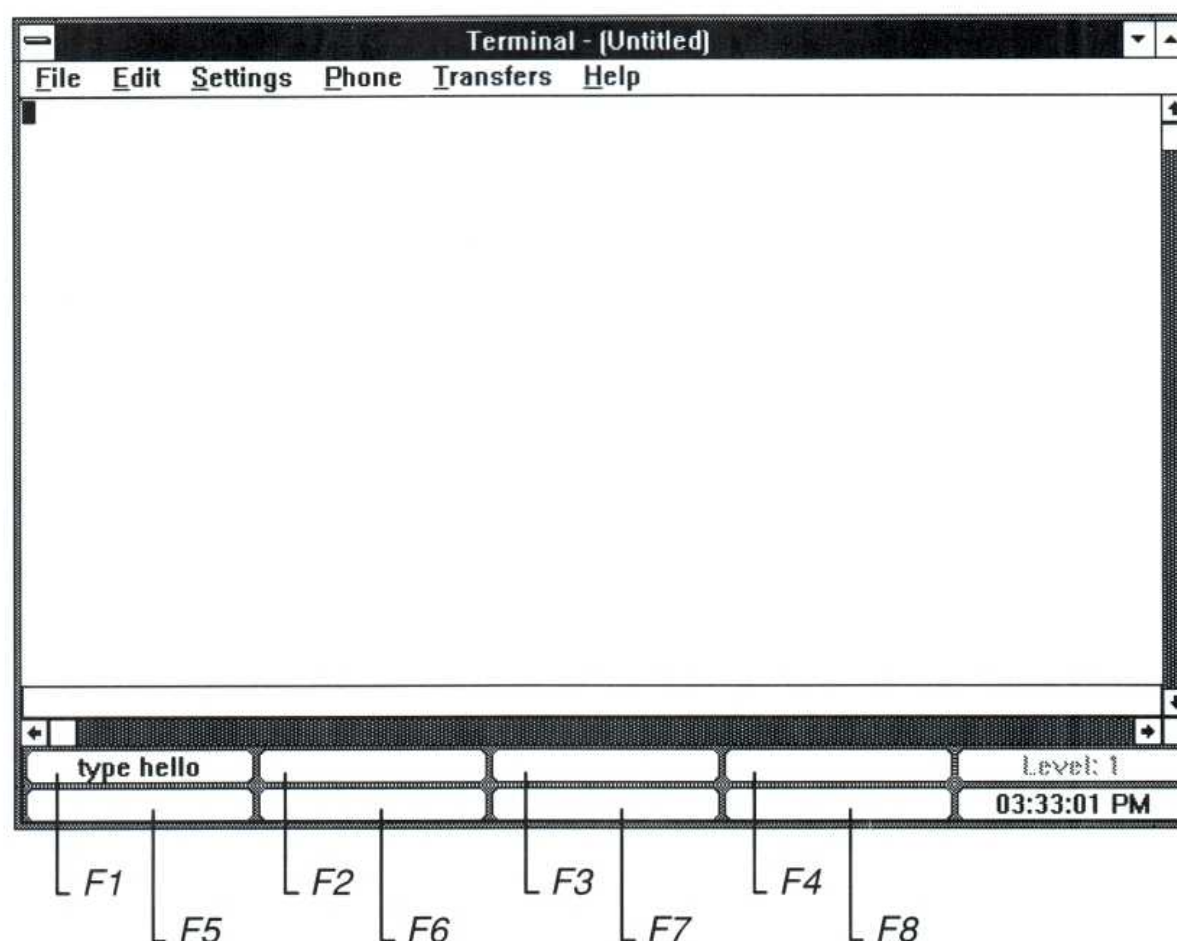 Terminal - (Untitled)
File Edit Settings Phone Transfers Help
type hello
Level: 1
03:33:01 PM
F1 F2 F3 F4
F5 F6 F7 F8